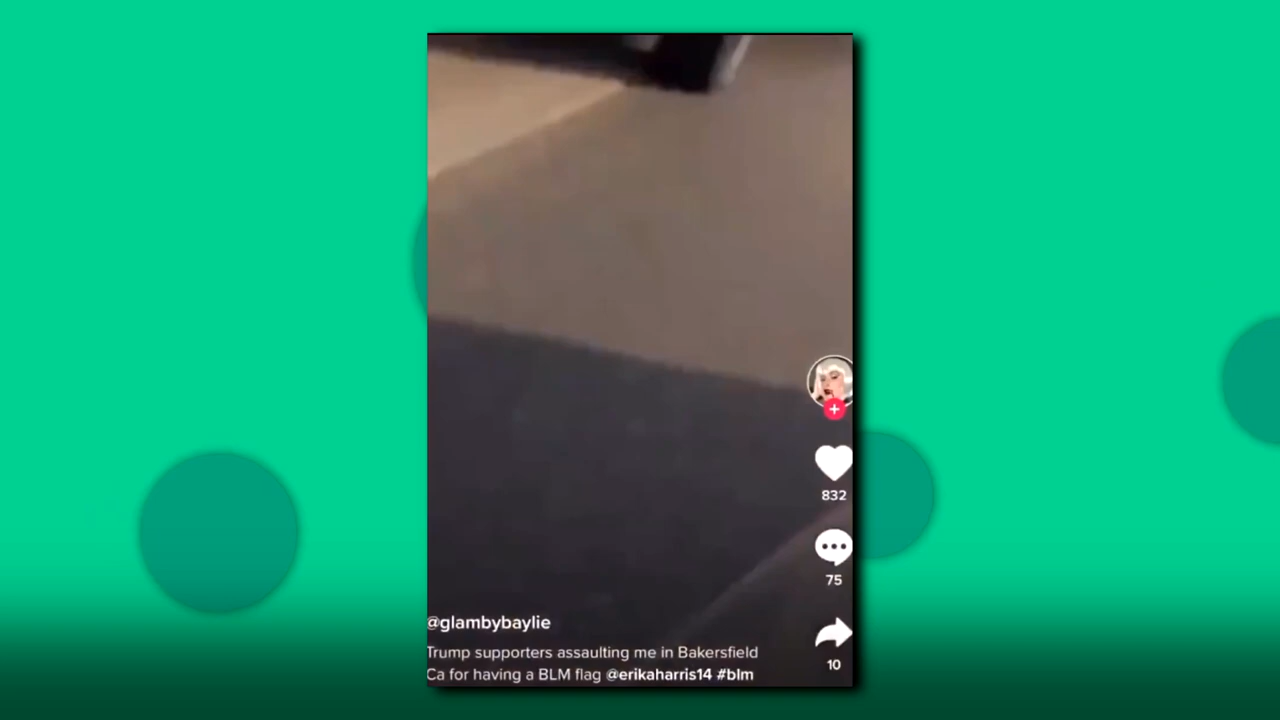 832
75
10
@glambybaylie
Trump supporters assaulting me in Bakersfield
Ca for having a BLM flag @erikaharris14 #blm